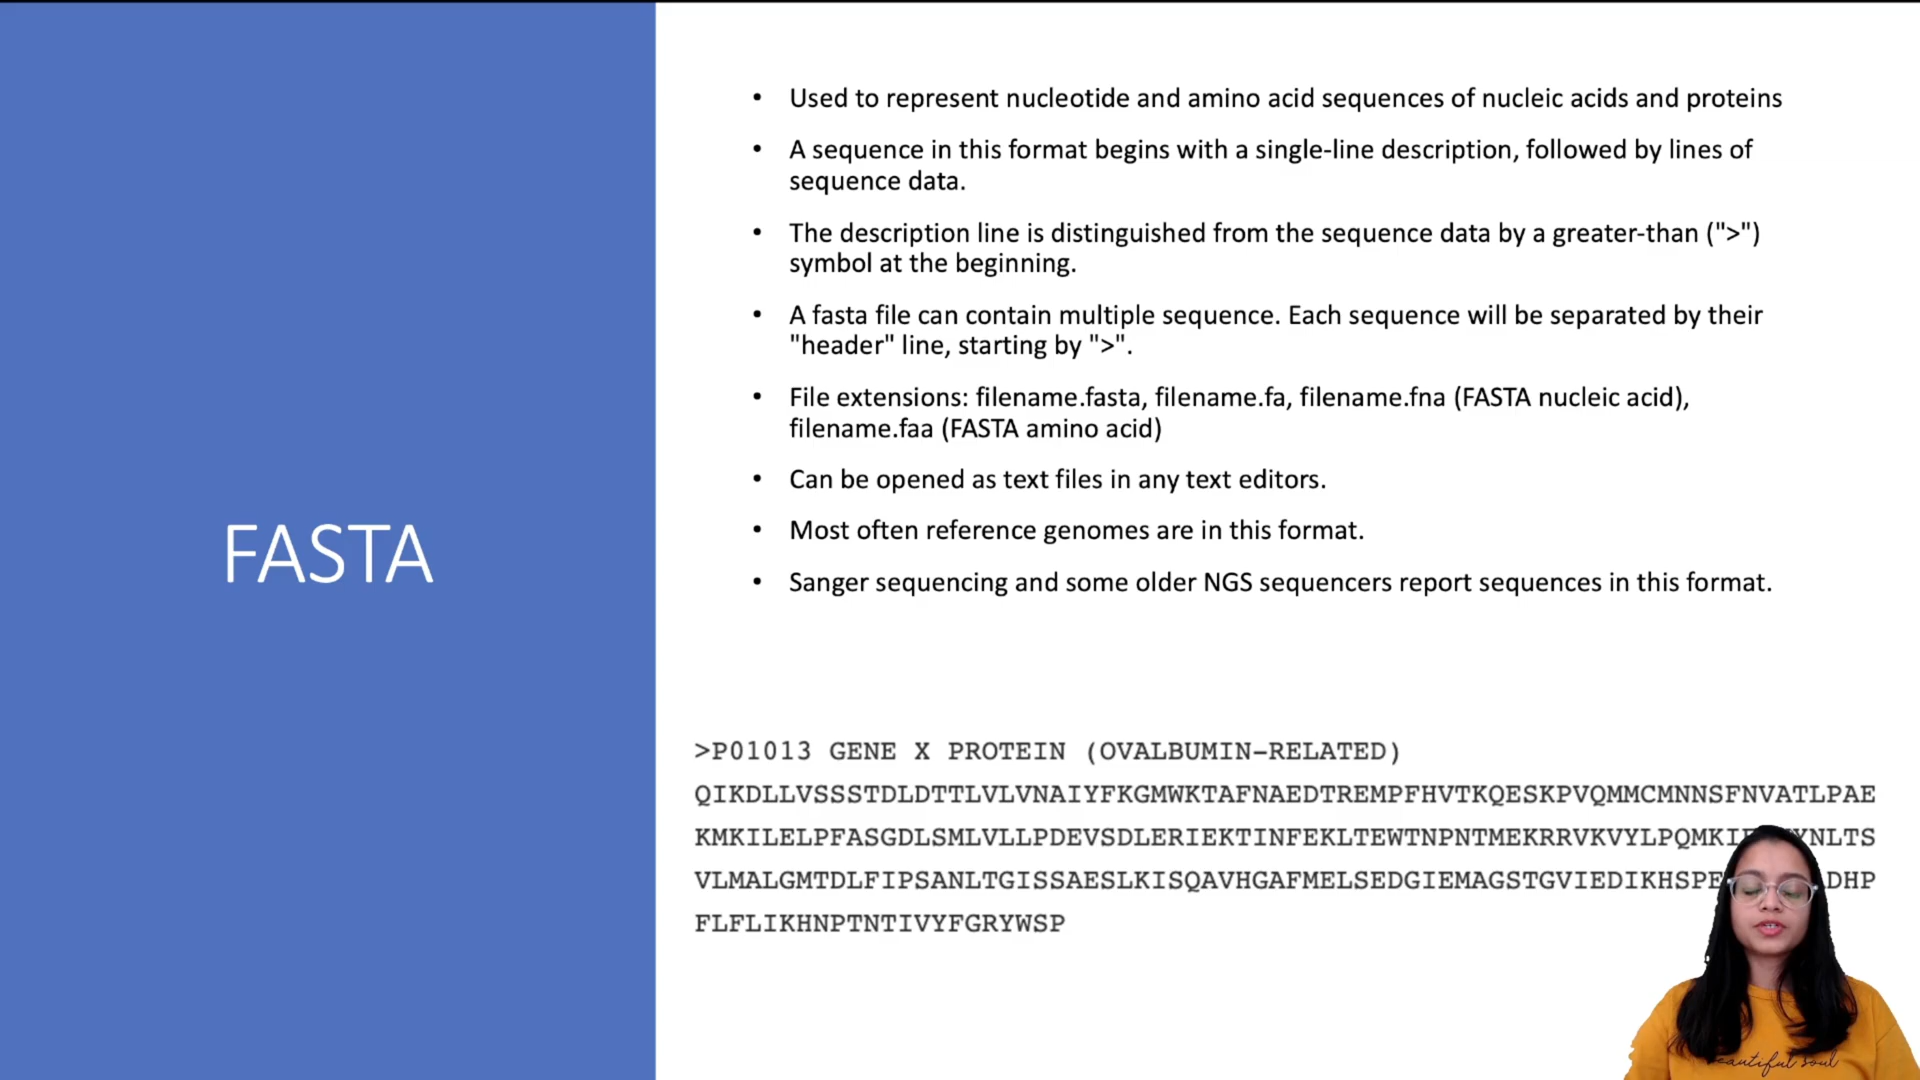 FASTA
• Used to represent nucleotide and amino acid sequences of nucleic acids and proteins
• A sequence in this format begins with a single-line description, followed by lines of
sequence data.
• The description line is distinguished from the sequence data by a greater-than (">")
symbol at the beginning.
• A fasta file can contain multiple sequence. Each sequence will be separated by their
"header" line, starting by ">".
• File extensions: filename.fasta, filename.fa, filename.fna (FASTA nucleic acid),
filename.faa (FASTA amino acid)
• Can be opened as text files in any text editors.
• Most often reference genomes are in this format.
• Sanger sequencing and some older NGS sequencers report sequences in this format.
>P01013 GENE X PROTEIN (OVALBUMIN-RELATED)
QIKDLLVSSSTDLDTTLVLVNAIYFKGMWKTAFNAEDTREMPFHVTKQESKPVQMMCMNNSFNVATLPAE
KMKILELPFASGDLSMLVLLPDEVSDLERIEKTINFEKLTEWTNPNTMEKRRVKVYLPQMKI YNLTS
VLMALGMTDLFIPSANLTGISSAESLKISQAVHGAFMELSEDGIEMAGSTGVIEDIKHSPE DHP
FLFLIKHNPTNTIVYFGRYWSP
eautiful soul